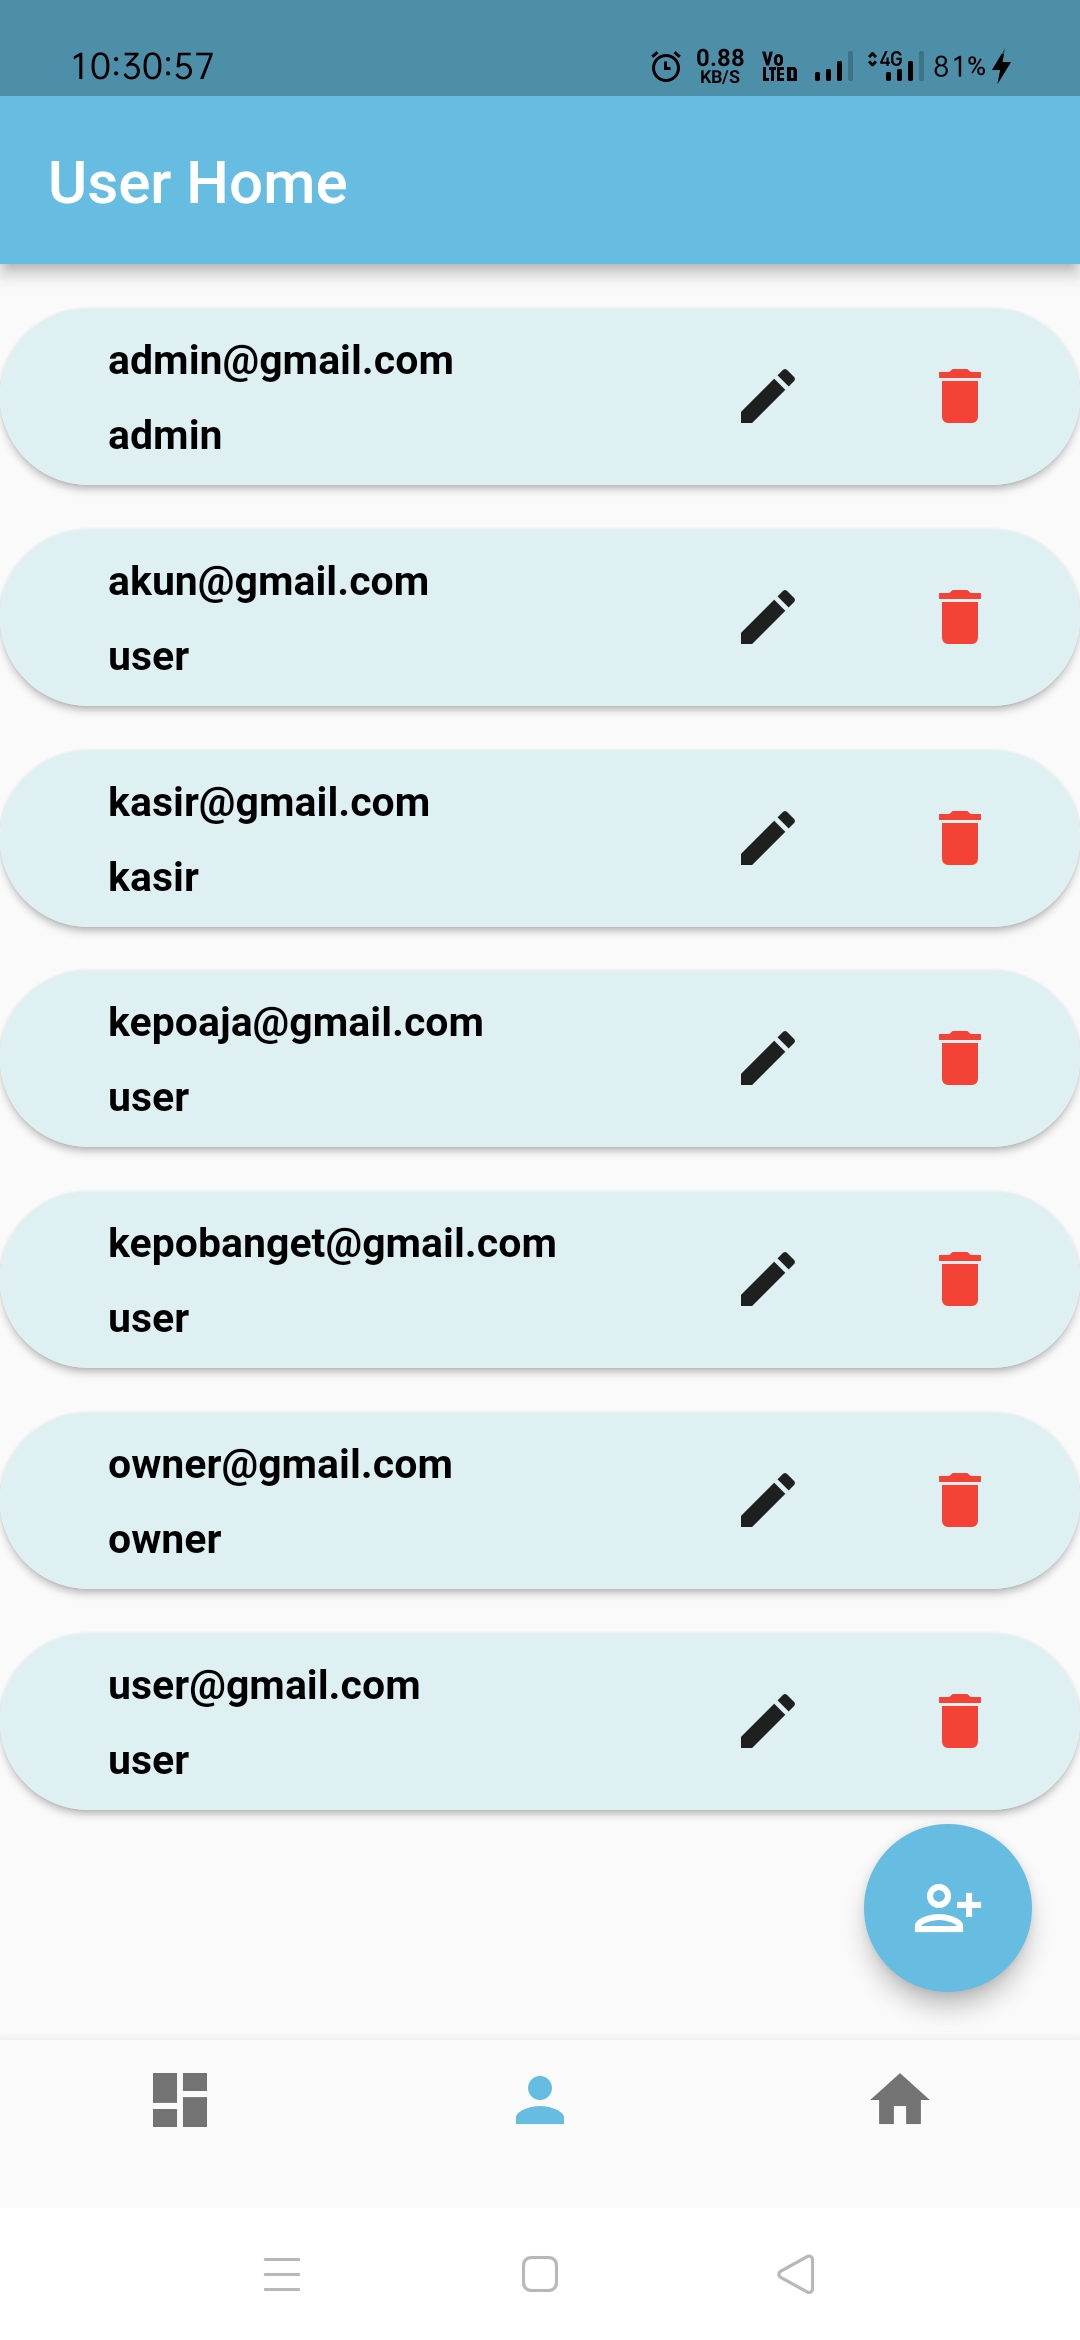 10:30:57 0.88 KB/S Vo LTE 4G 81%
User Home
admin@gmail.com
admin
akun@gmail.com
user
kasir@gmail.com
kasir
kepoaja@gmail.com
user
kepobanget@gmail.com
user
owner@gmail.com
owner
user@gmail.com
user